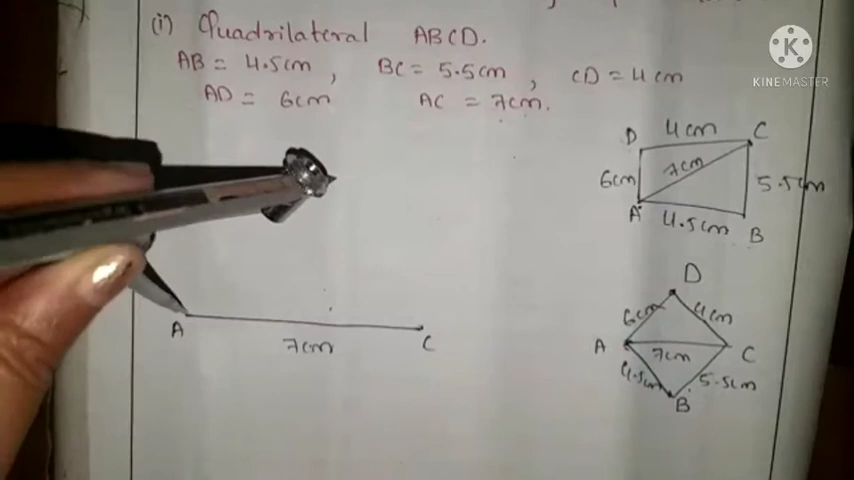 (i) Quadrilateral ABCD.
AB = 4.5cm , BC = 5.5cm , CD = 4cm
AD = 6cm AC = 7cm.
K
KINEMASTER
D 4cm C
6cm 7cm 5.5cm
A 4.5cm B
D
6cm 4cm
A 7cm C
4.5cm 5.5cm
B
A 7cm C